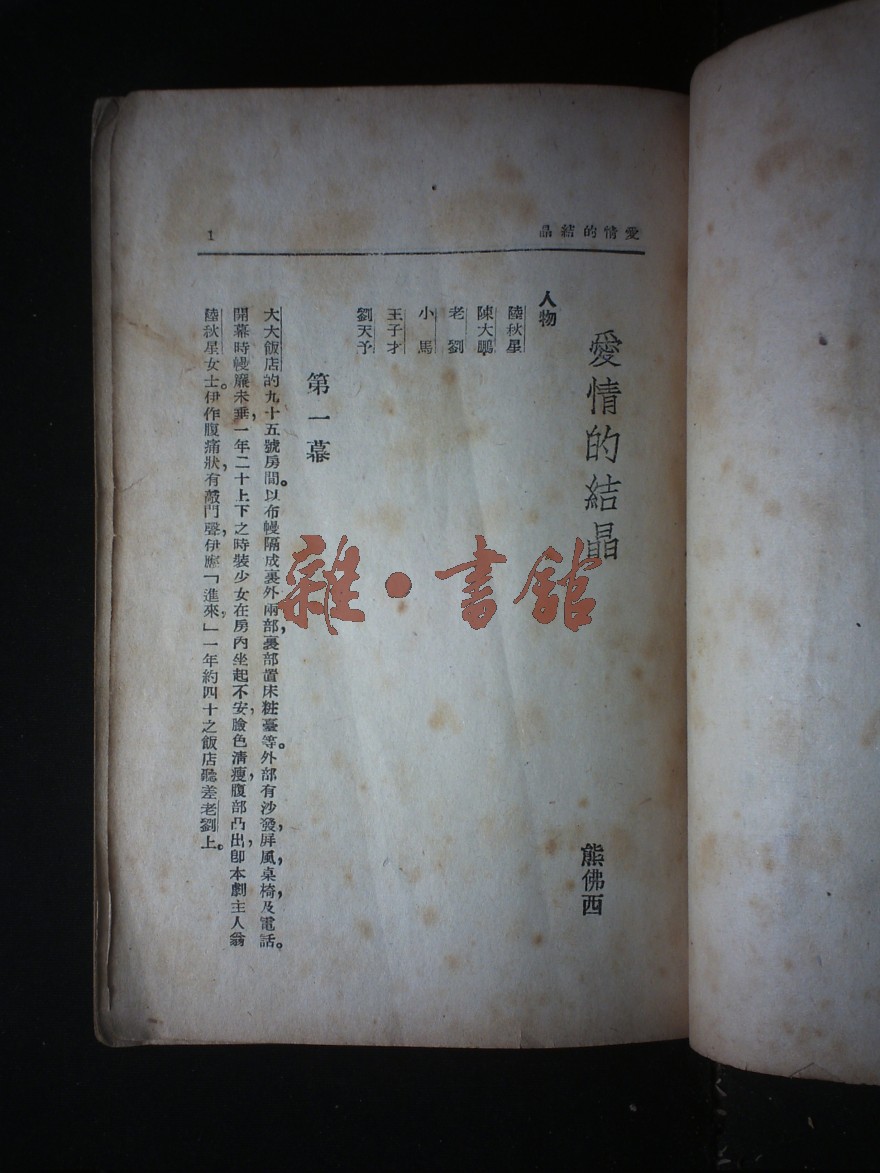 愛情的結晶
1
愛情的結晶
熊佛西
人物
陸秋星
陳大鵬
老劉
小馬
王子才
劉天予
第一幕
大大飯店的九十五號房間。以布幔隔成裏外兩部，裏部置床粧臺等。外部有沙發，屏風，桌椅，及電話。
開幕時幔簾未垂，一年二十上下之時裝少女在房內坐起不安，臉色清瘦，腹部凸出，卽本劇主人翁
陸秋星女士。伊作腹痛狀，有敲門聲，伊應「進來，」一年約四十之飯店聽差老劉上。
雜·書舘